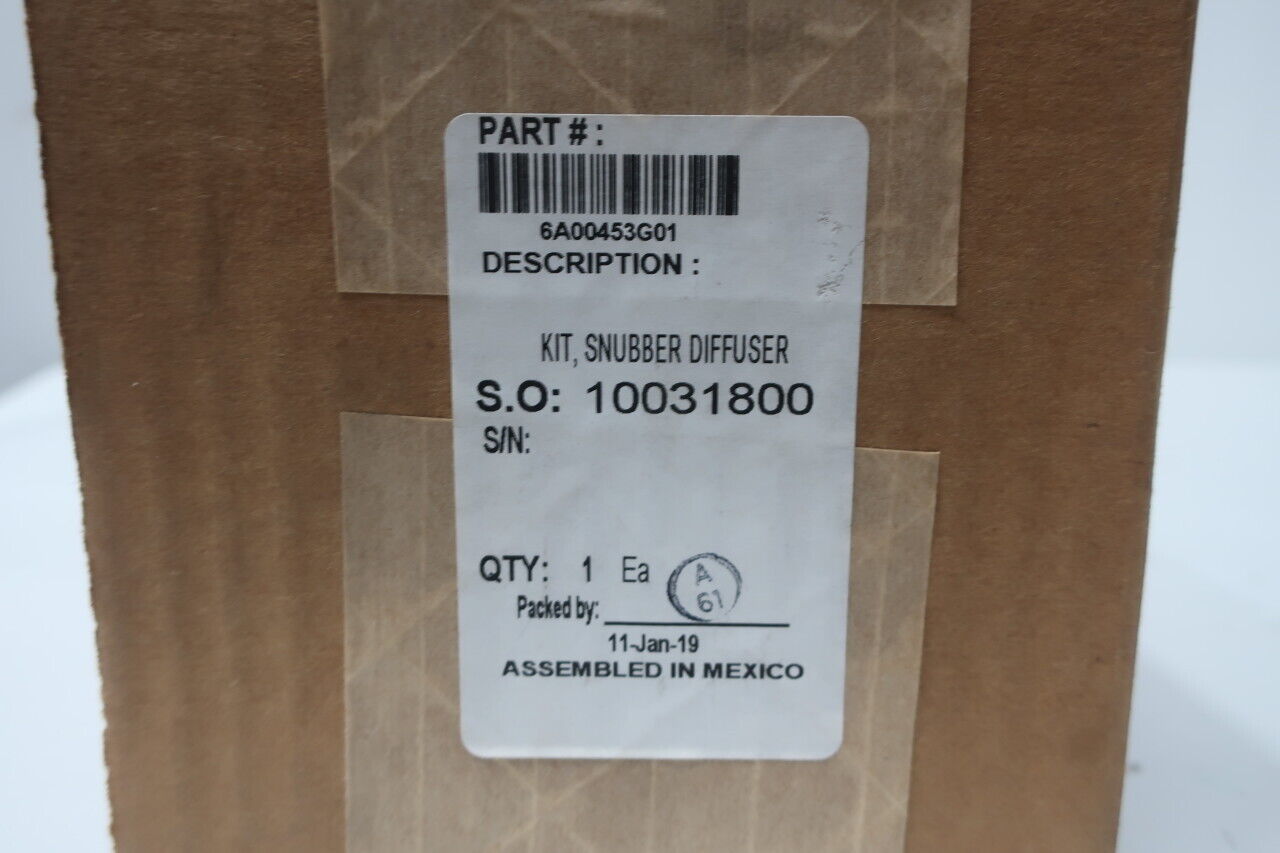 PART # :
6A00453G01
DESCRIPTION :
KIT, SNUBBER DIFFUSER
S.O: 10031800
S/N:
QTY: 1 Ea
A
61
Packed by:
11-Jan-19
ASSEMBLED IN MEXICO